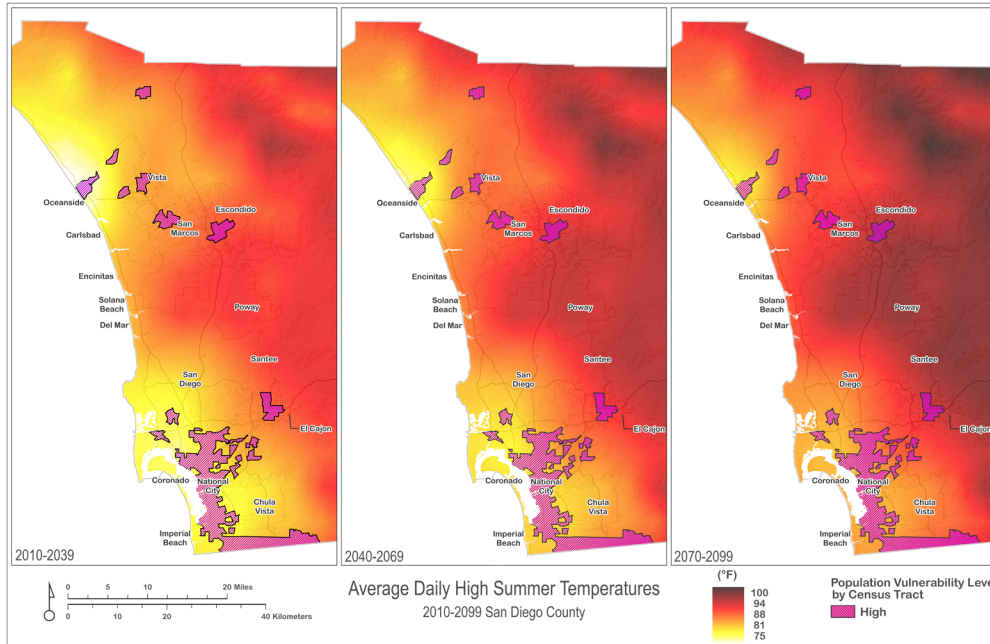 Vista
Oceanside
Escondido
San
Marcos
Carlsbad
Encinitas
Solana
Beach
Poway
Del Mar
Santee
San
Diego
El Cajon
Coronado
National
City
Chula
Vista
Imperial
Beach
2010-2039
Vista
Oceanside
Escondido
San
Marcos
Carlsbad
Encinitas
Solana
Beach
Poway
Del Mar
Santee
San
Diego
El Cajon
Coronado
National
City
Chula
Vista
Imperial
Beach
2040-2069
Vista
Oceanside
Escondido
San
Marcos
Carlsbad
Encinitas
Solana
Beach
Poway
Del Mar
Santee
San
Diego
El Cajon
Coronado
National
City
Chula
Vista
Imperial
Beach
2070-2099
0 5 10 20 Miles
0 10 20 40 Kilometers
Average Daily High Summer Temperatures
2010-2099 San Diego County
(°F)
100
94
88
81
75
Population Vulnerability Leve
by Census Tract
High